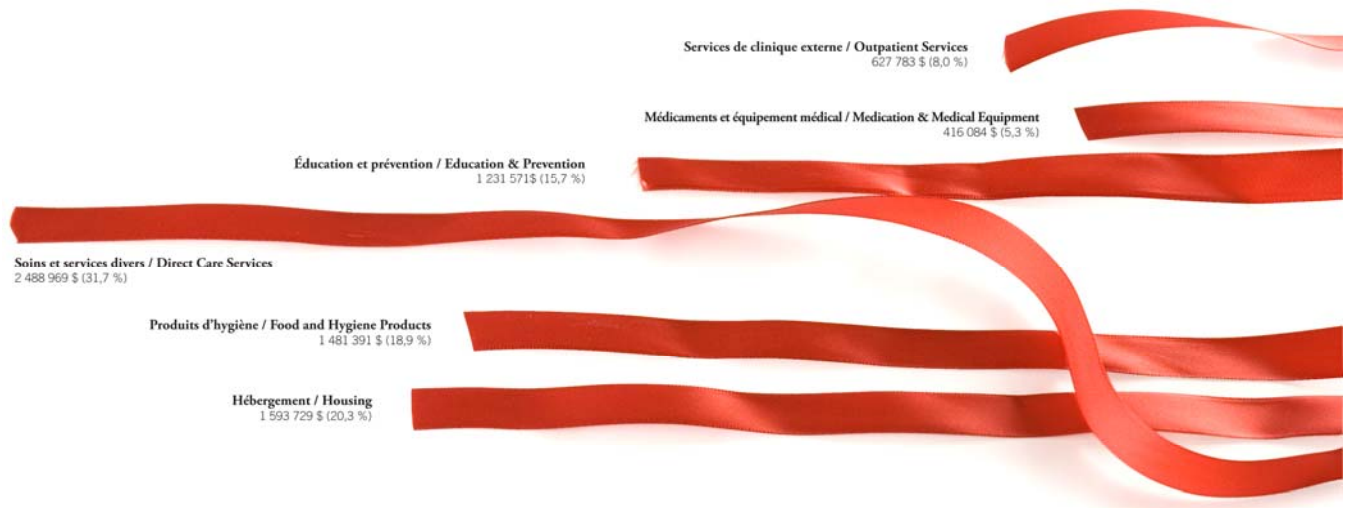 Services de clinique externe / Outpatient Services
627 783 $ (8,0 %)
Médicaments et équipement médical / Medication & Medical Equipment
416 084 $ (5,3 %)
Éducation et prévention / Education & Prevention
1 231 571$ (15,7 %)
Soins et services divers / Direct Care Services
2 488 969 $ (31,7 %)
Produits d'hygiène / Food and Hygiene Products
1 481 391 $ (18,9 %)
Hébergement / Housing
1 593 729 $ (20,3 %)